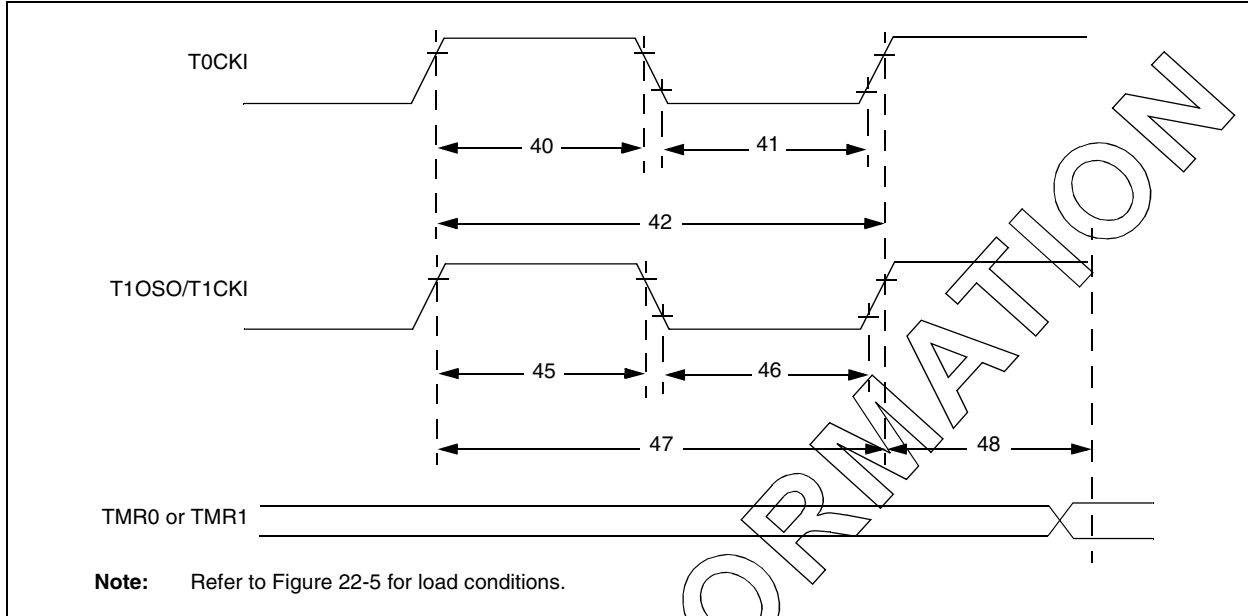 T0CKI
40
41
42
T1OSO/T1CKI
45
46
47
48
TMR0 or TMR1
Note: Refer to Figure 22-5 for load conditions.
ORMATION